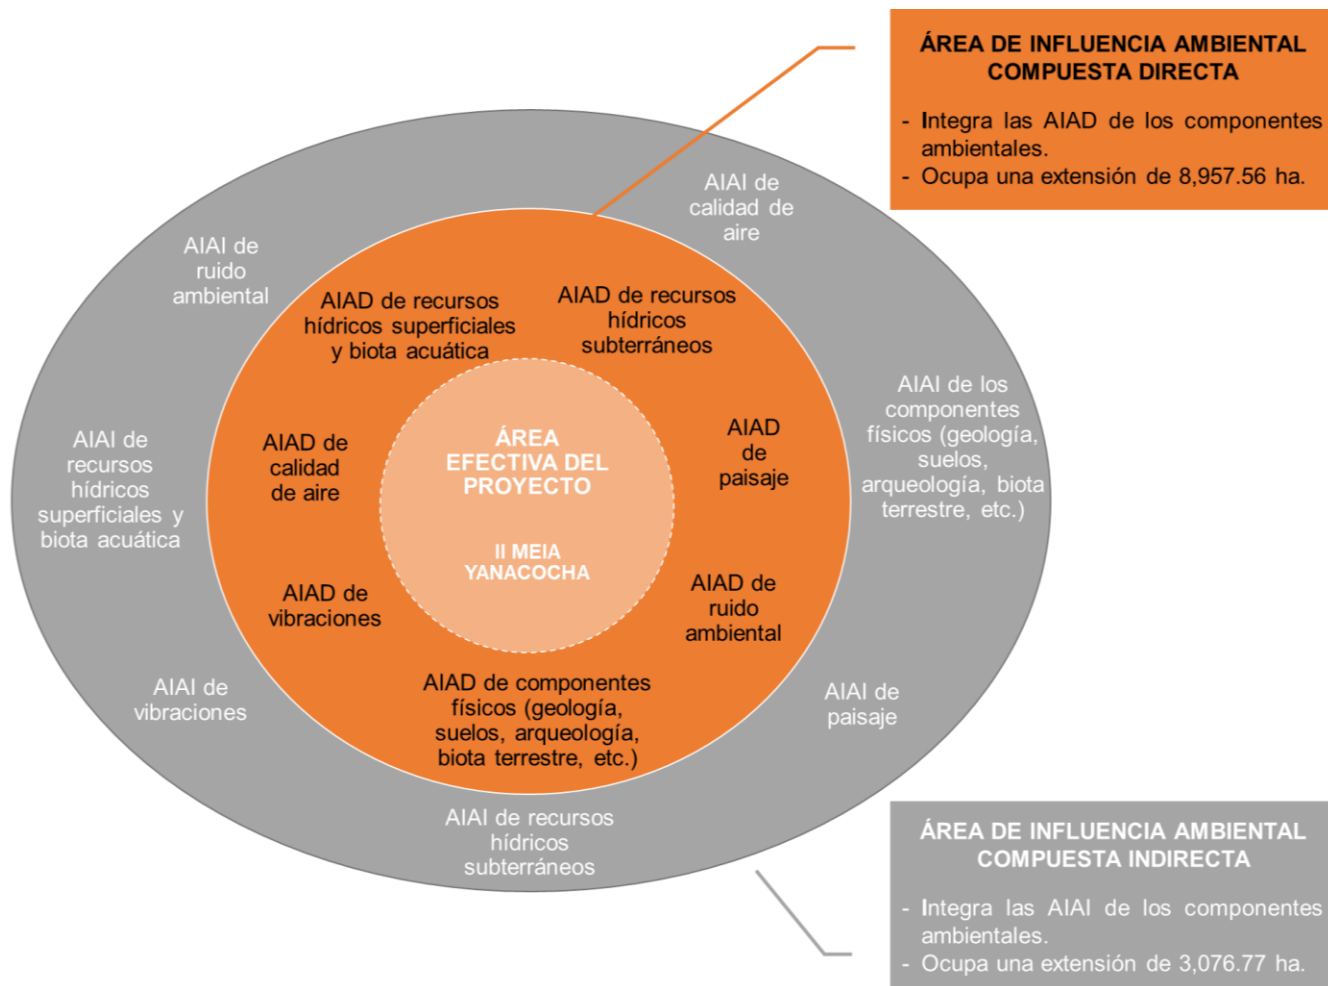 ÁREA DE INFLUENCIA AMBIENTAL
COMPUESTA DIRECTA
- Integra las AIAD de los componentes
ambientales.
- Ocupa una extensión de 8,957.56 ha.
AIAI de
calidad de
aire
AIAI de
ruido
ambiental
AIAD de recursos
hídricos superficiales
y biota acuática
AIAD de recursos
hídricos
subterráneos
AIAI de los
componentes
físicos (geología,
suelos,
arqueología, biota
terrestre, etc.)
AIAI de
recursos
hídricos
superficiales y
biota acuática
AIAD de
calidad
de aire
ÁREA
EFECTIVA DEL
PROYECTO
II MEIA
YANACOCHA
AIAD
de
paisaje
AIAD de
vibraciones
AIAD de
ruido
ambiental
AIAI de
vibraciones
AIAD de componentes
físicos (geología,
suelos, arqueología,
biota terrestre, etc.)
AIAI de
paisaje
AIAI de recursos
hídricos
subterráneos
ÁREA DE INFLUENCIA AMBIENTAL
COMPUESTA INDIRECTA
- Integra las AIAI de los componentes
ambientales.
- Ocupa una extensión de 3,076.77 ha.